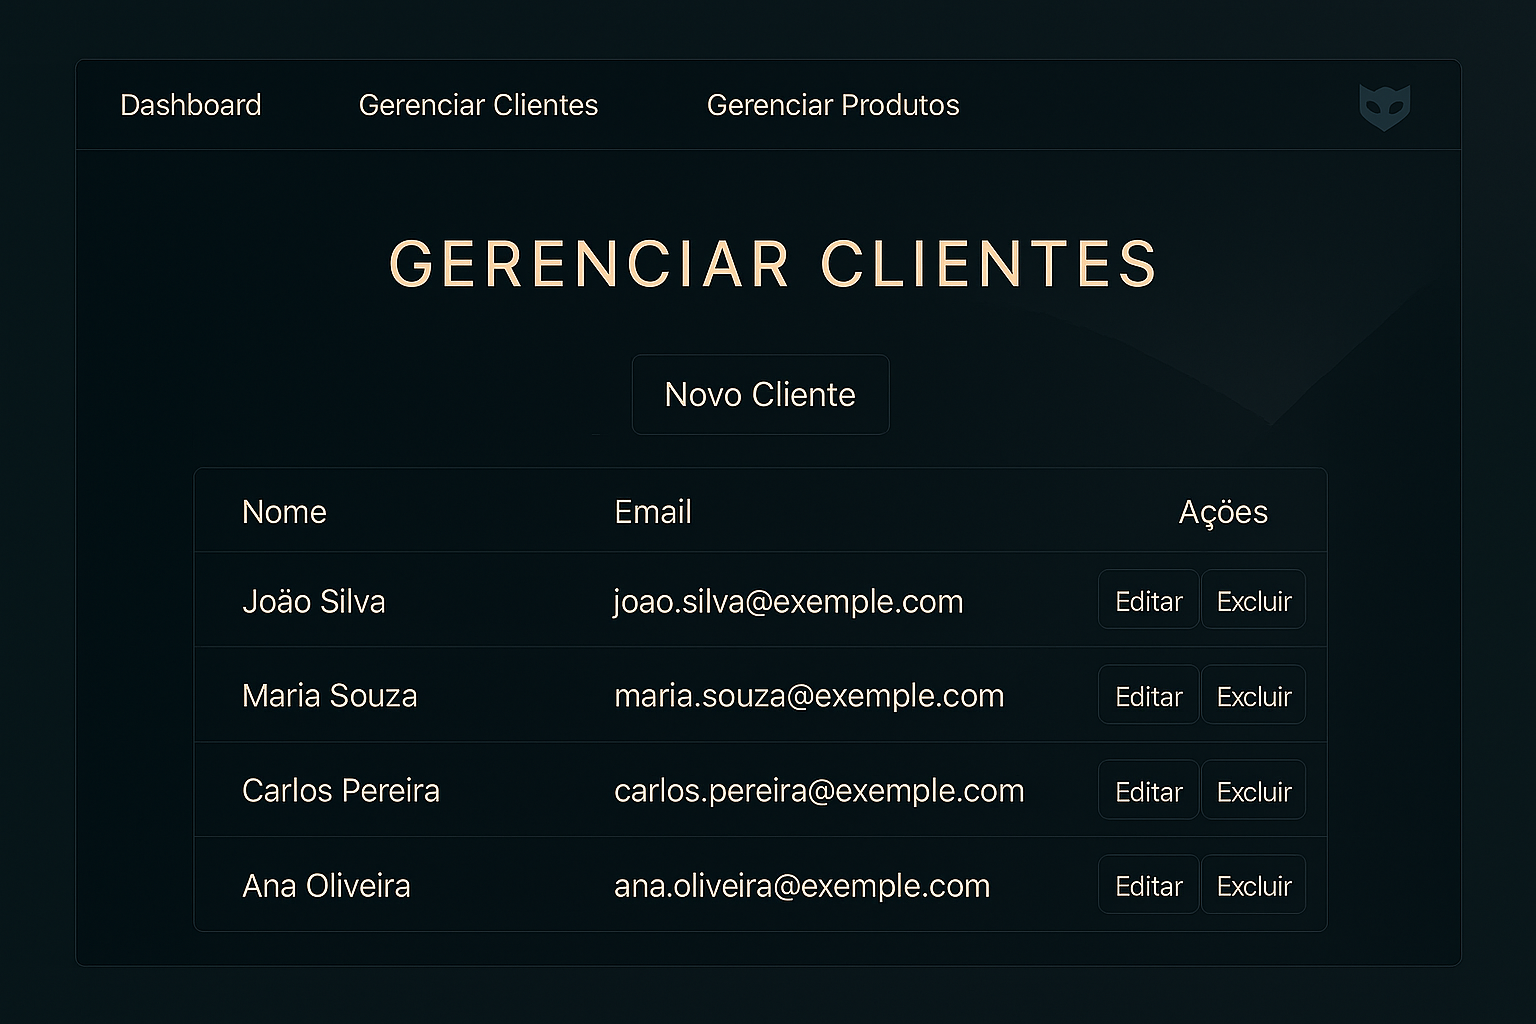 Dashboard Gerenciar Clientes Gerenciar Produtos
GERENCIAR CLIENTES
Novo Cliente
Nome Email Açöes
Joäo Silva joao.silva@exemple.com Editar Excluir
Maria Souza maria.souza@exemple.com Editar Excluir
Carlos Pereira carlos.pereira@exemple.com Editar Excluir
Ana Oliveira ana.oliveira@exemple.com Editar Excluir